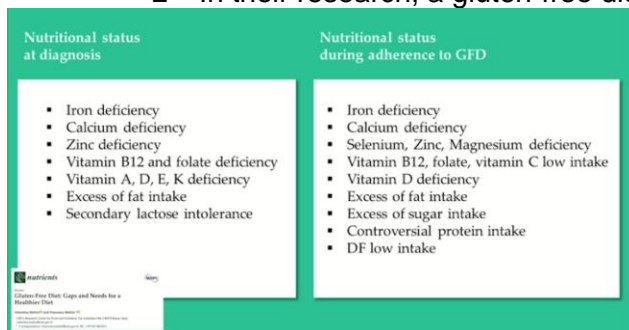 In their research, a gluten free di
Nutritional status
at diagnosis
▪ Iron deficiency
▪ Calcium deficiency
▪ Zinc deficiency
▪ Vitamin B12 and folate deficiency
▪ Vitamin A, D, E, K deficiency
▪ Excess of fat intake
▪ Secondary lactose intolerance
Nutritional status
during adherence to GFD
▪ Iron deficiency
▪ Calcium deficiency
▪ Selenium, Zinc, Magnesium deficiency
▪ Vitamin B12, folate, vitamin C low intake
▪ Vitamin D deficiency
▪ Excess of fat intake
▪ Excess of sugar intake
▪ Controversial protein intake
▪ DF low intake
nutrients
MDPI
Gluten-Free Diet: Gaps and Needs for a
Healthier Diet